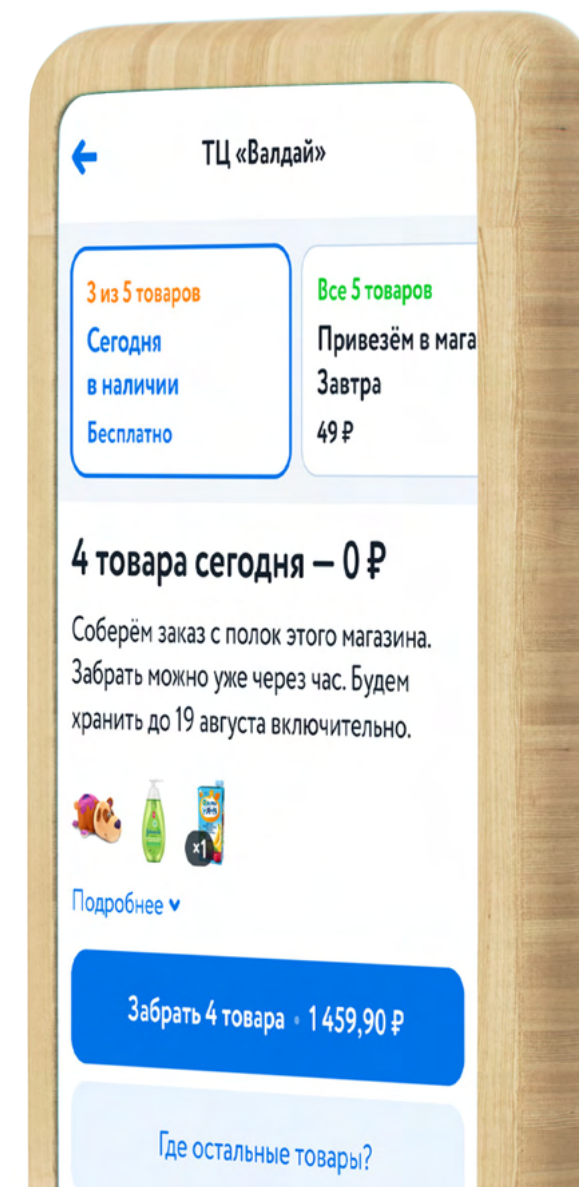 ТЦ «Валдай»
3 из 5 товаров
Сегодня
в наличии
Бесплатно
Все 5 товаров
Привезём в мага
Завтра
49 ₽
4 товара сегодня — 0 ₽
Соберём заказ с полок этого магазина.
Забрать можно уже через час. Будем
хранить до 19 августа включительно.
×1
Подробнее
Забрать 4 товара • 1 459,90 ₽
Где остальные товары?